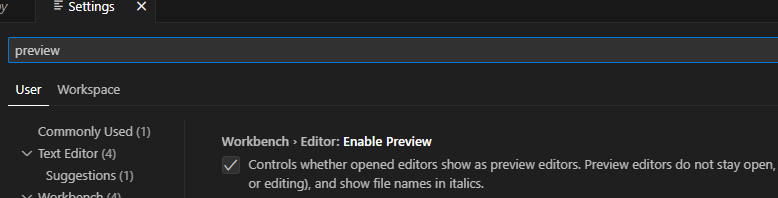 Settings
preview
User Workspace
Commonly Used (1)
Text Editor (4)
Suggestions (1)
Workbench (4)
Workbench › Editor: Enable Preview
Controls whether opened editors show as preview editors. Preview editors do not stay open,
or editing), and show file names in italics.